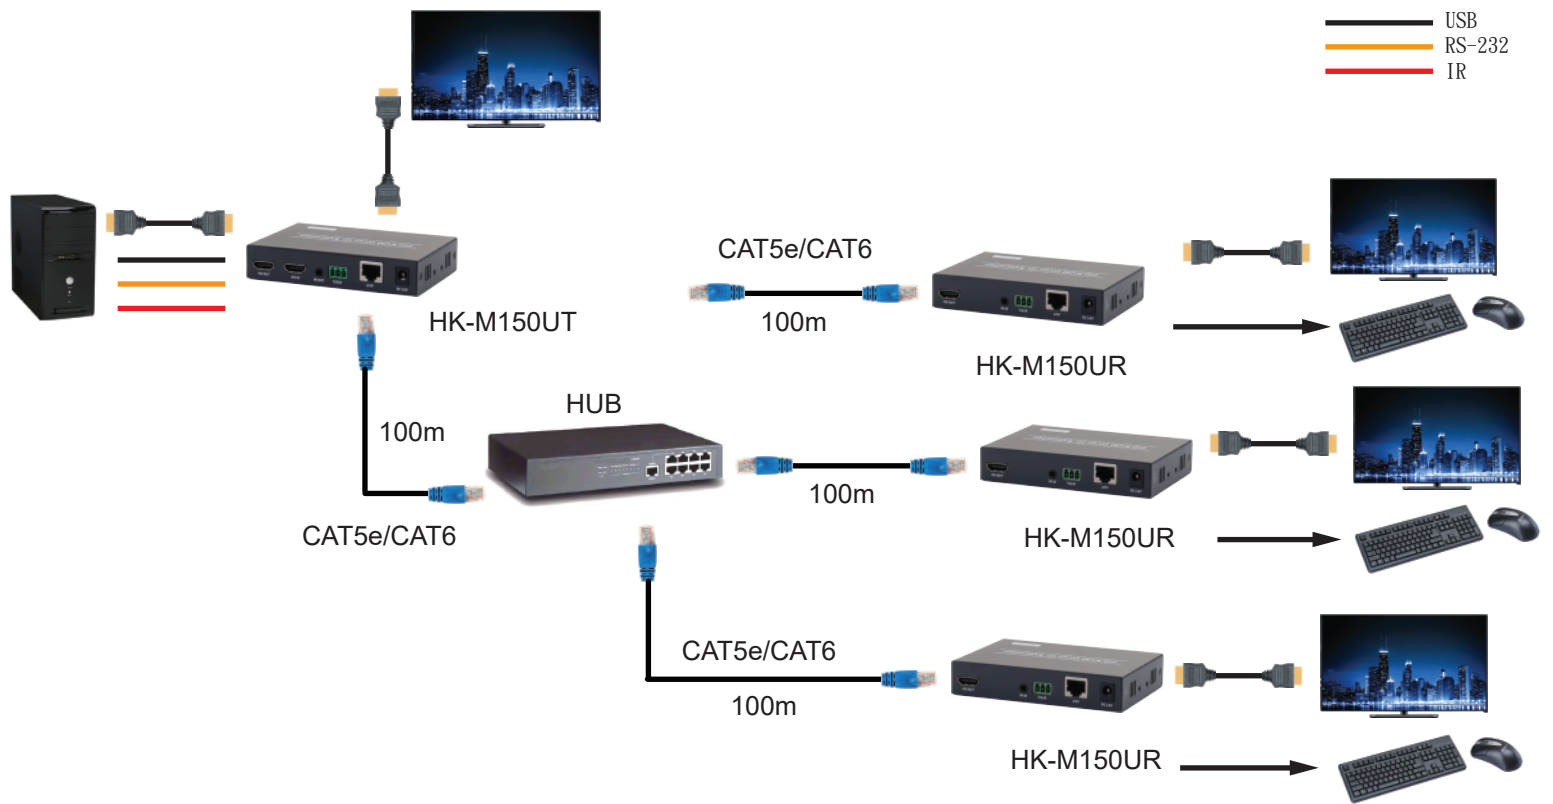 USB
RS-232
IR
CAT5e/CAT6
100m
HK-M150UT
HK-M150UR
HUB
100m
100m
CAT5e/CAT6
HK-M150UR
CAT5e/CAT6
100m
HK-M150UR